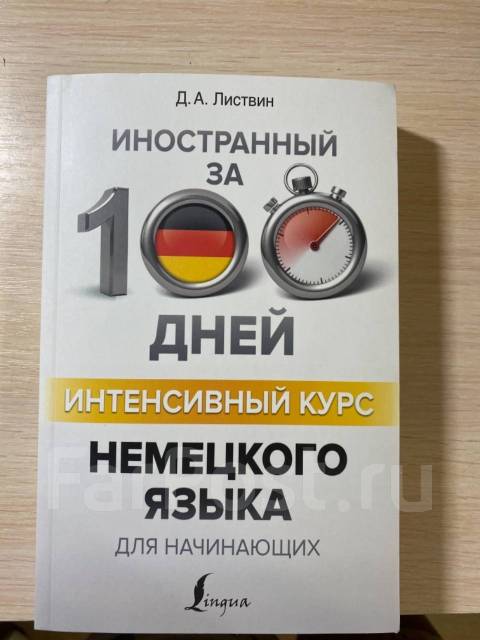 Д. А. Листвин
ИНОСТРАННЫЙ
ЗА
100
ДНЕЙ
ИНТЕНСИВНЫЙ КУРС
НЕМЕЦКОГО
ЯЗЫКА
ДЛЯ НАЧИНАЮЩИХ
Lingua